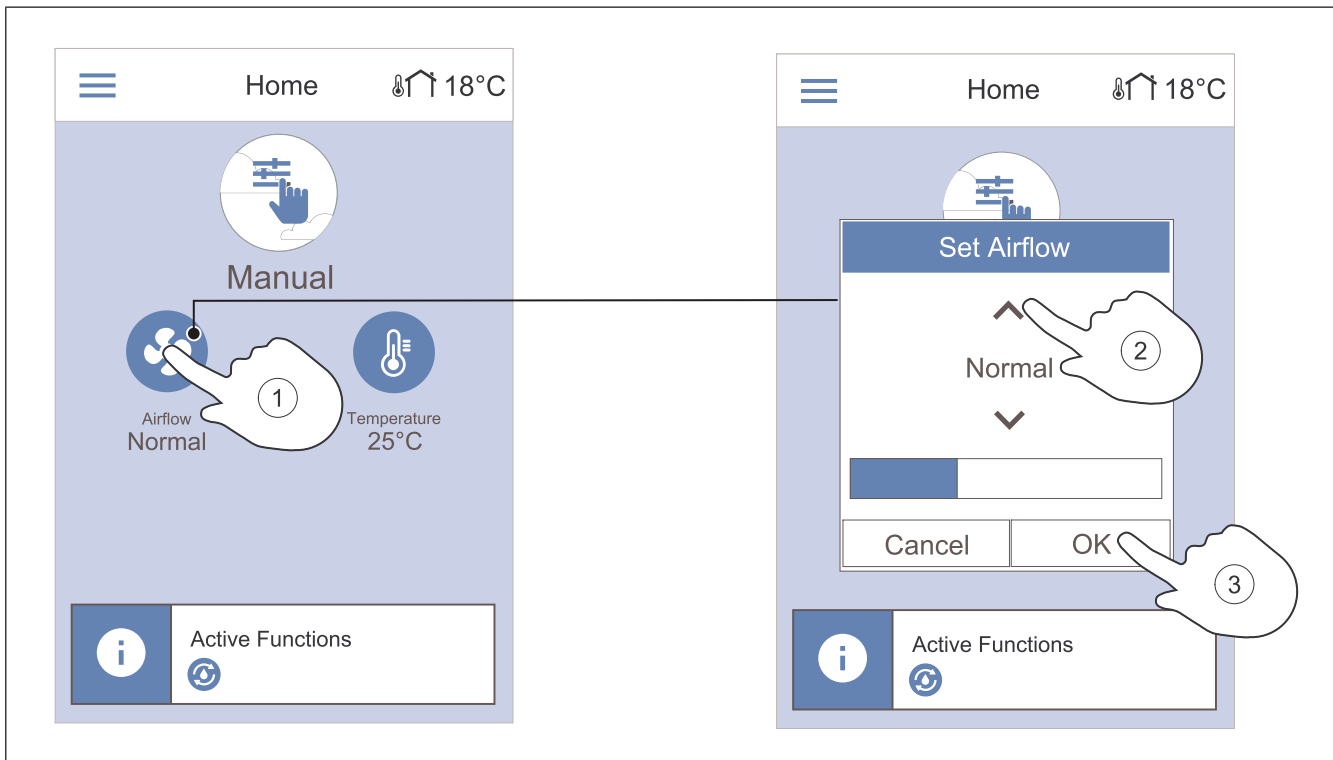 Home 18°C
Manual
1
Airflow
Normal
Temperature
25°C
i
Active Functions
Home 18°C
Set Airflow
2
Normal
Cancel OK
3
i
Active Functions